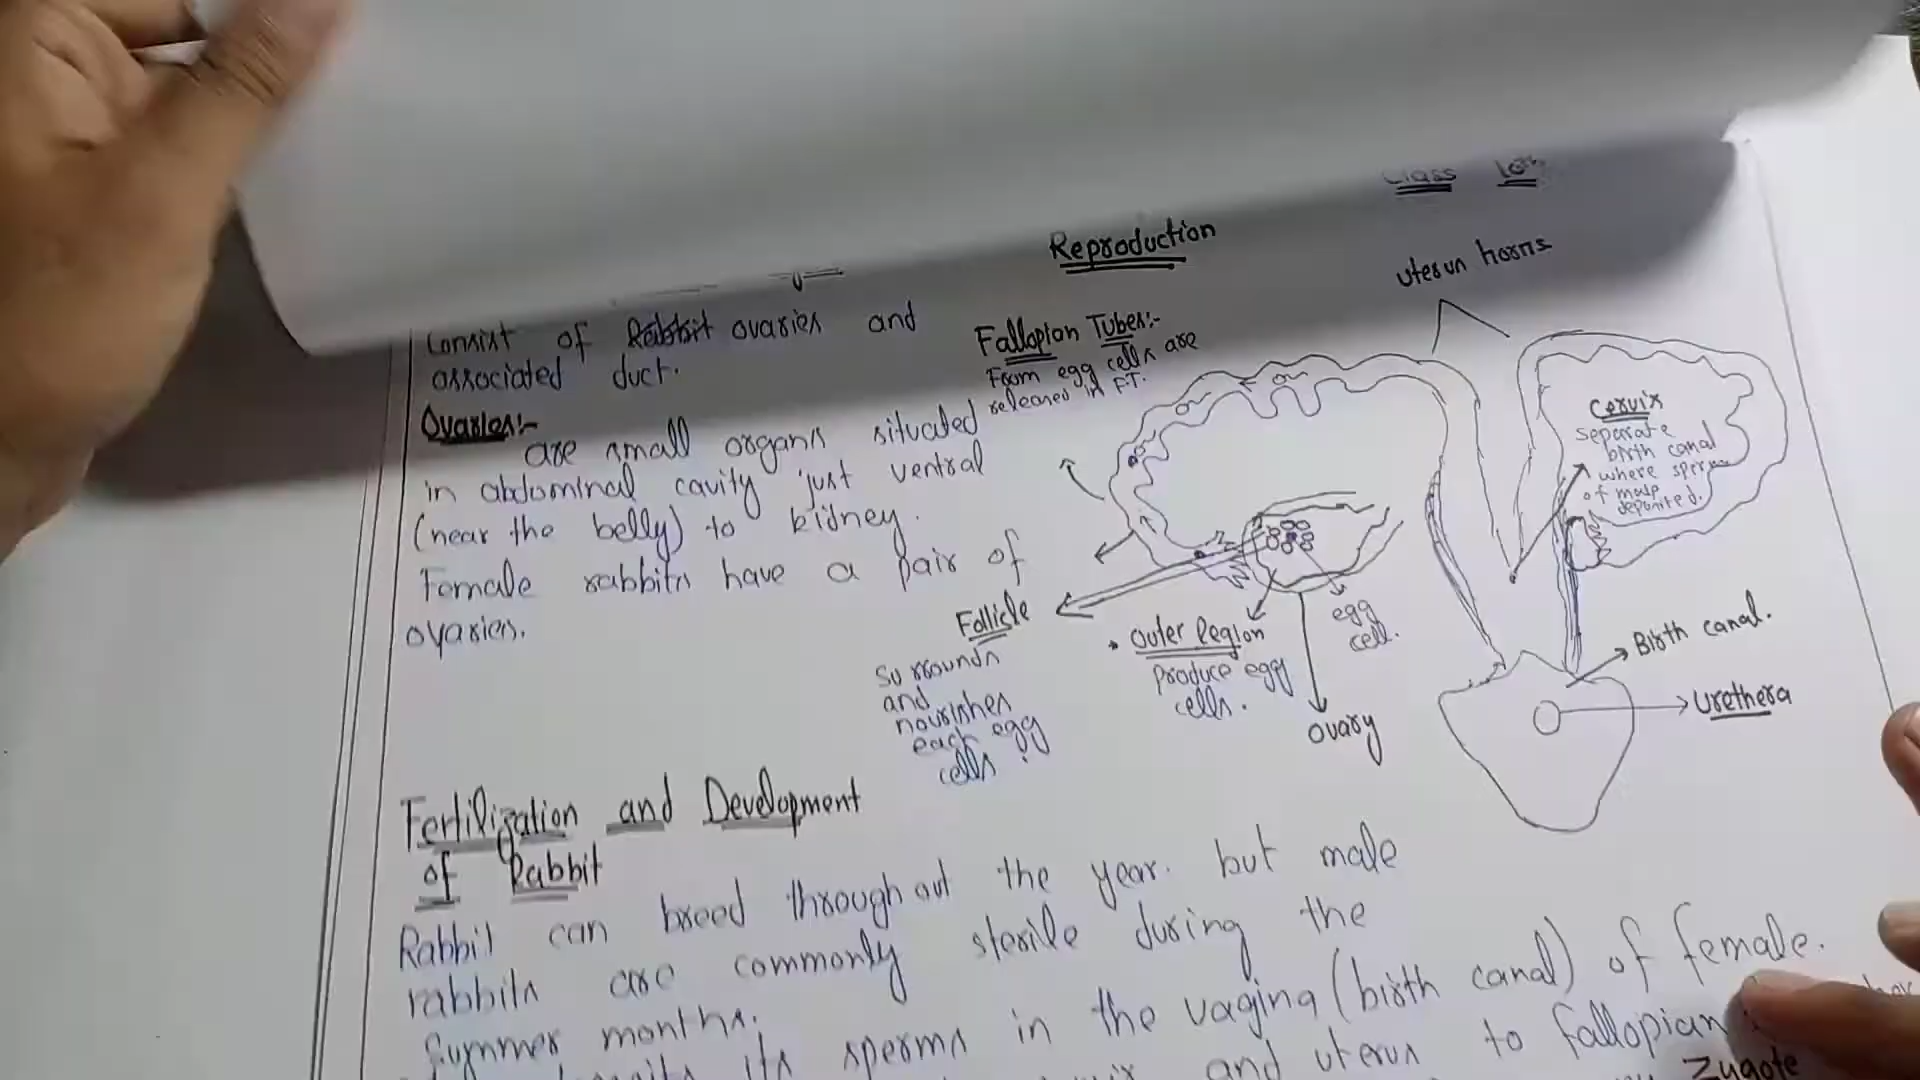 Class 10th
Reproduction
Consist of Rabbit ovaries and
associated duct.
Ovaries:-
are small organs situated
in abdominal cavity just ventral
(near the belly) to kidney.
Female rabbits have a pair of
ovaries.
Fallopion Tubes:-
From egg cells are
released in F.T.
uterun horns
Cervix
separate
birth canal
where sperm
of male
deposited.
Follicle
surrounds
and
nourishes
each egg
cells.
Outer Region
produce egg
cells.
egg
cell.
Ovary
Birth canal.
Urethera
Fertilization and Development
of Rabbit
Rabbit can breed throughout the year. but male
rabbits are commonly sterile during the
Summer months.
its sperms in the vagina (birth canal) of female.
and uterus to fallopian
Zygote